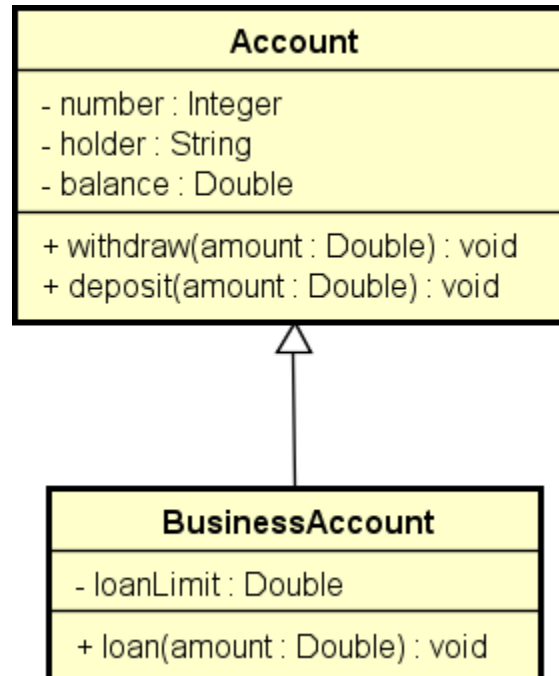 Account
- number : Integer
- holder : String
- balance : Double
+ withdraw(amount : Double) : void
+ deposit(amount : Double) : void
BusinessAccount
- loanLimit : Double
+ loan(amount : Double) : void